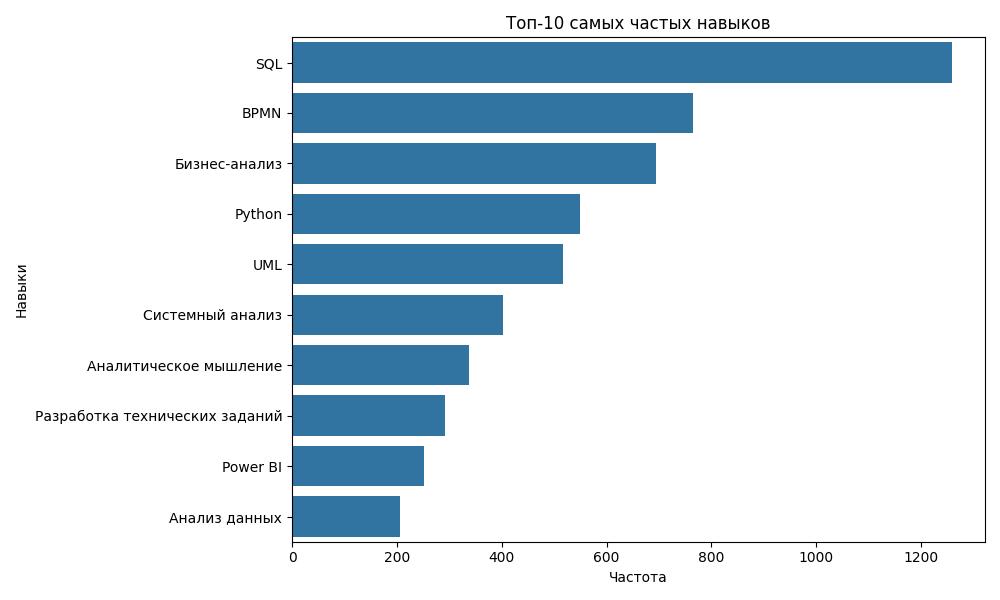 Топ-10 самых частых навыков
SQL
BPMN
Бизнес-анализ
Python
UML
Системный анализ
Аналитическое мышление
Разработка технических заданий
Power BI
Анализ данных
Навыки
0 200 400 600 800 1000 1200
Частота